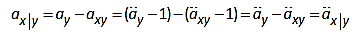 a_{x|y} = a_y − a_{xy} = (ä_y − 1) − (ä_{xy} − 1) = ä_y − ä_{xy} = ä_{x|y}